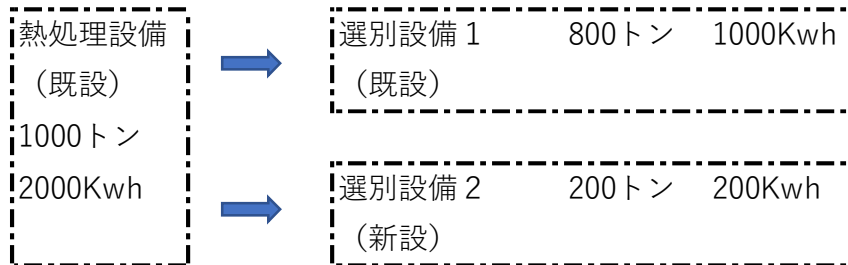 熱処理設備
（既設）
1000トン
2000Kwh
選別設備１ 800トン 1000Kwh
（既設）
選別設備２ 200トン 200Kwh
（新設）